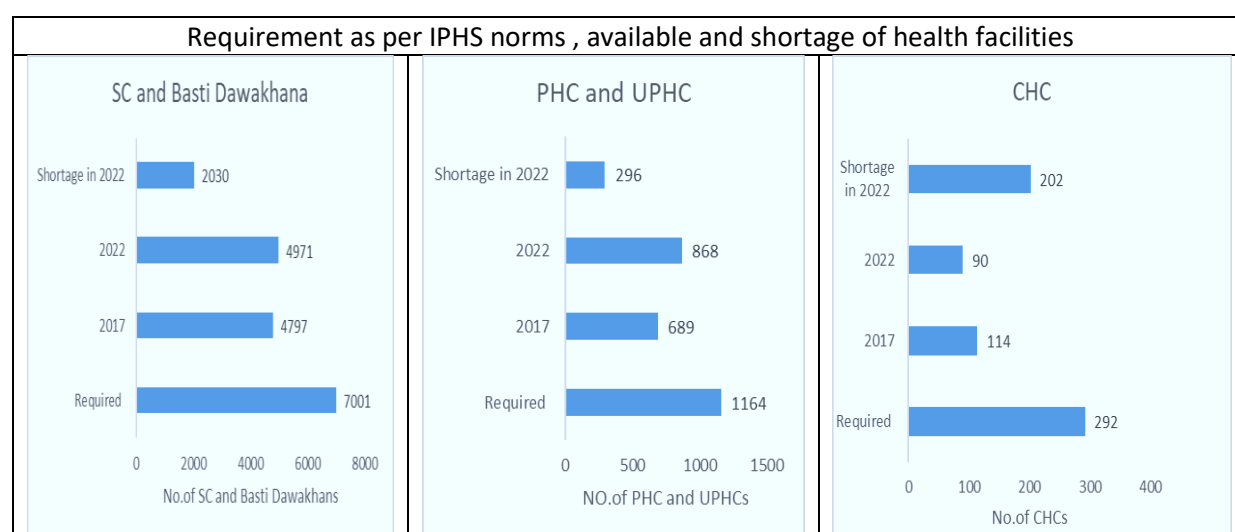 Requirement as per IPHS norms , available and shortage of health facilities
SC and Basti Dawakhana
Shortage in 2022
2030
2022
4971
2017
4797
Required
7001
0 2000 4000 6000 8000
No.of SC and Basti Dawakhans
PHC and UPHC
Shortage in 2022
296
2022
868
2017
689
Required
1164
0 500 1000 1500
NO.of PHC and UPHCs
CHC
Shortage
in 2022
202
2022
90
2017
114
Required
292
0 100 200 300 400
No.of CHCs